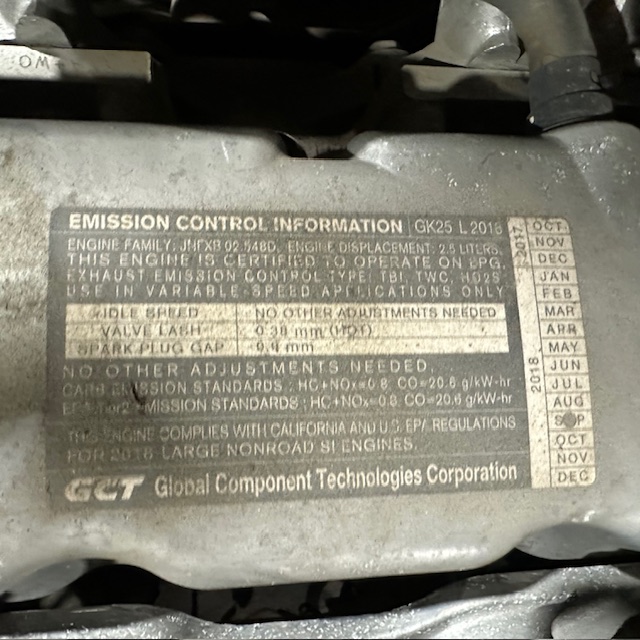 EMISSION CONTROL INFORMATION GK25 L 2018
ENGINE FAMILY: ENGINE DISPLACEMENT: 2.5 LITERS
THIS ENGINE IS CERTIFIED TO OPERATE ON LPG.
EXHAUST EMISSION CONTROL TYPE TBI, TWC, HO2S
USE IN VARIABLE SPEED APPLICATIONS ONLY
IDLE SPEED NO OTHER ADJUSTMENTS NEEDED
VALVE LASH 0.38 mm (HOT)
SPARK PLUG GAP mm
NO OTHER ADJUSTMENTS NEEDED.
CARB EMISSION STANDARDS : HC+NOx=0.8 CO=20.6 g/kW-hr
EMISSION STANDARDS : HC+NOx=0.8 CO=20.6 g/kW-hr
THIS ENGINE COMPLIES WITH CALIFORNIA AND U.S. EPA REGULATIONS
FOR 2018 LARGE NONROAD SI ENGINES.
GCT Global Component Technologies Corporation
2017
OCT
NOV
DEC
2018
JAN
FEB
MAR
APR
MAY
JUN
JUL
AUG
SEP
OCT
NOV
DEC